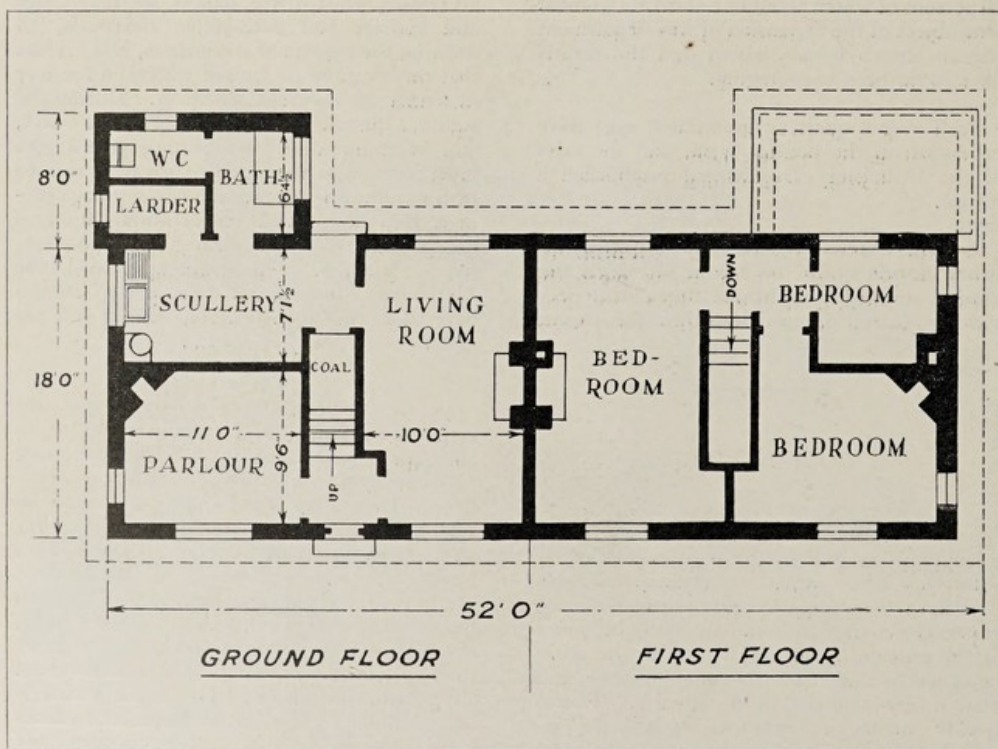 8'0"
WC
BATH
6'4½"
LARDER
18'0"
SCULLERY
7'1½"
LIVING
ROOM
COAL
11'0"
PARLOUR
9'6"
UP
10'0"
BED-
ROOM
DOWN
BEDROOM
BEDROOM
52'0"
GROUND FLOOR
FIRST FLOOR